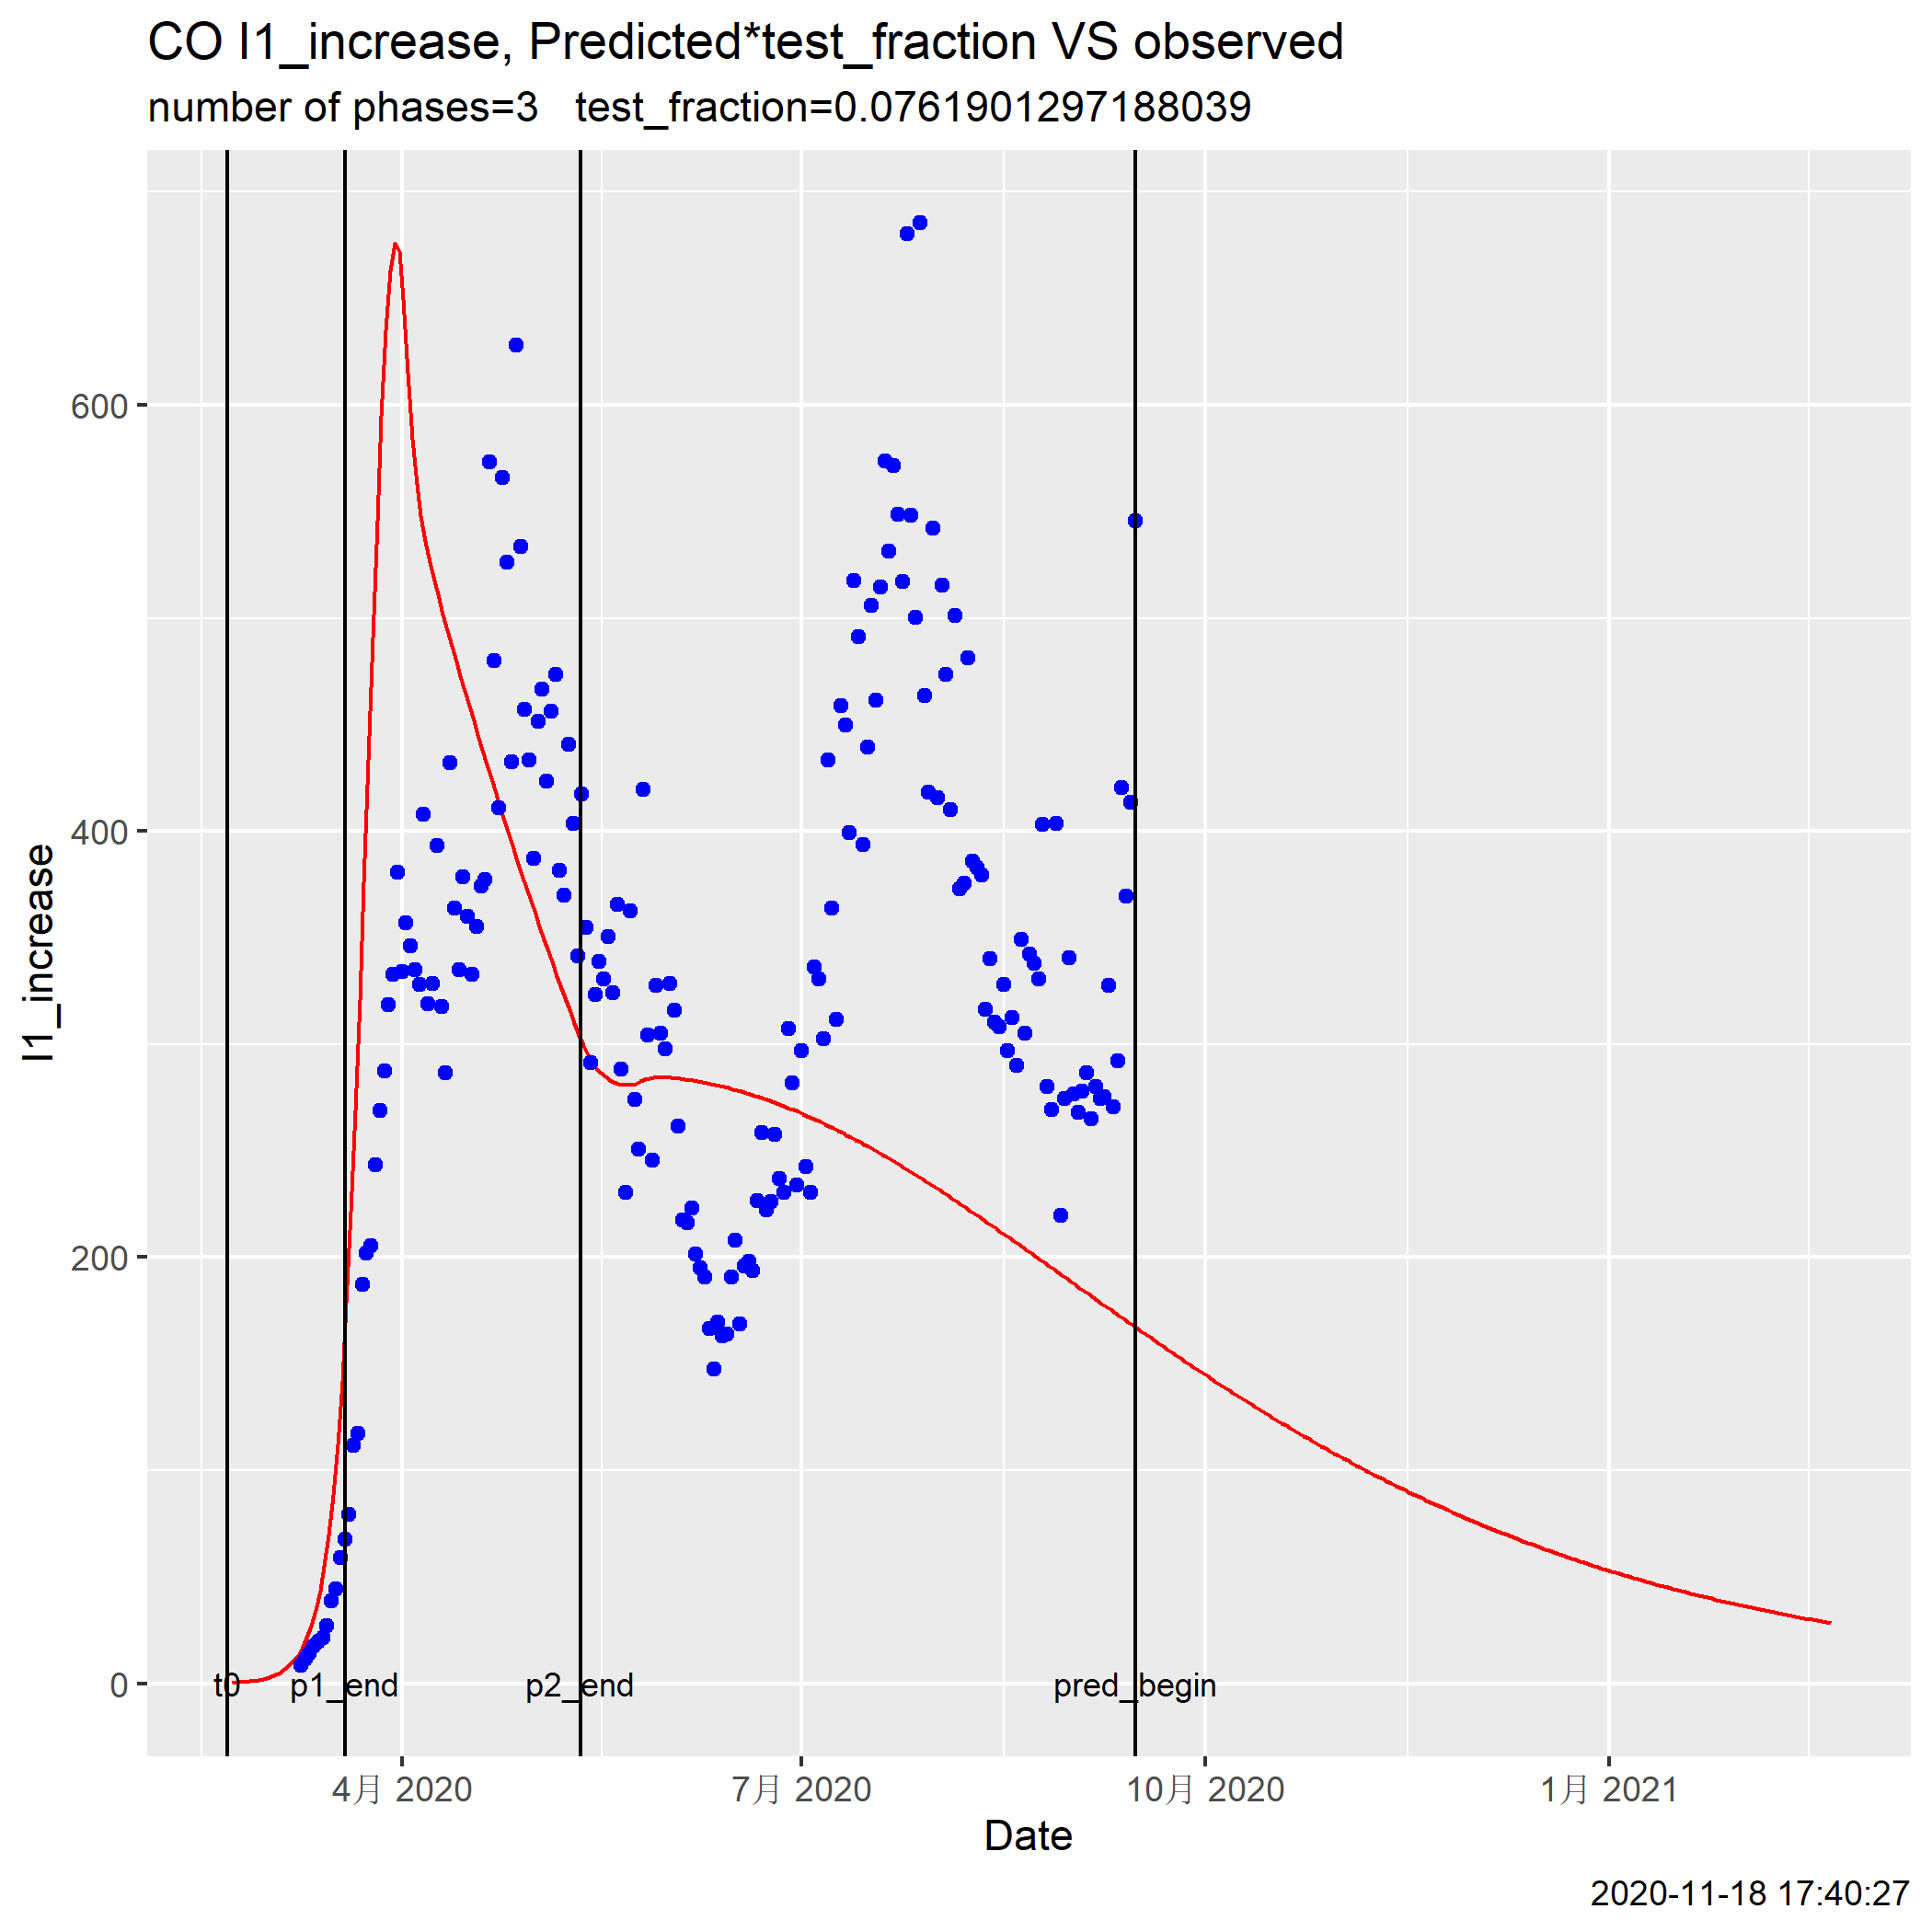 CO I1_increase, Predicted*test_fraction VS observed
number of phases=3   test_fraction=0.0761901297188039
I1_increase
600
400
200
0
t0
p1_end
p2_end
pred_begin
4月 2020
7月 2020
10月 2020
1月 2021
Date
2020-11-18 17:40:27